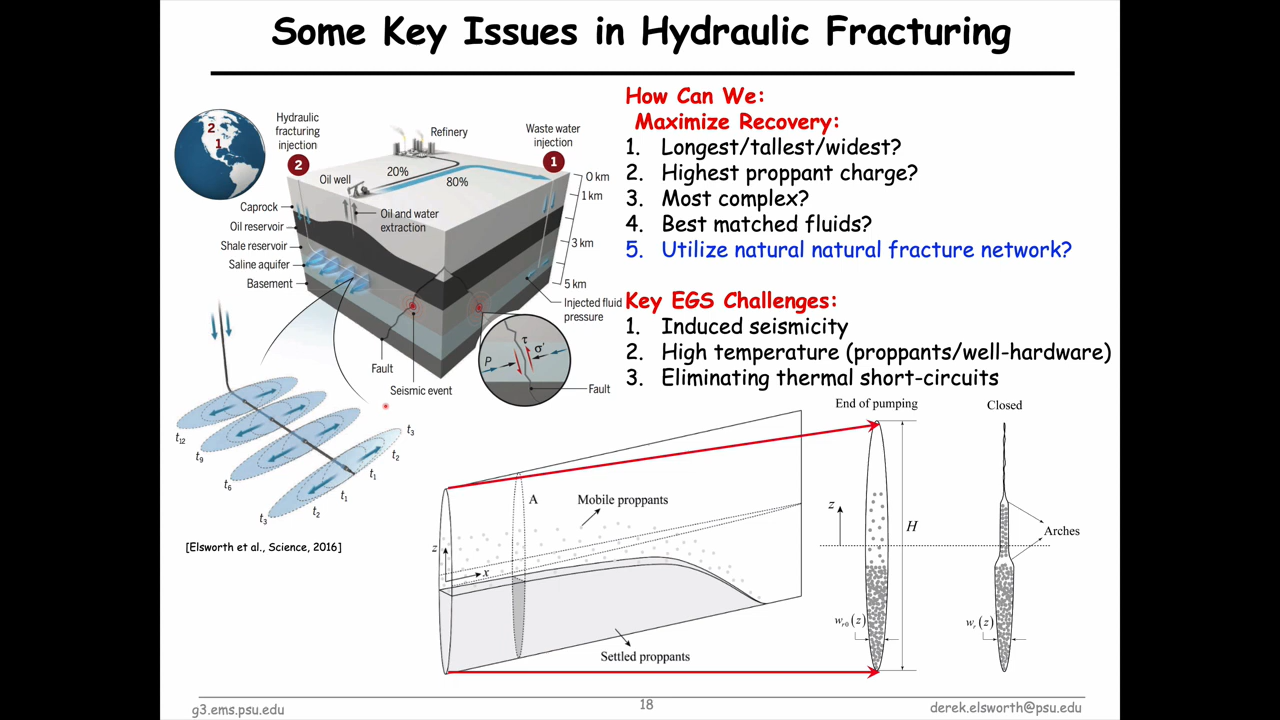 Some Key Issues in Hydraulic Fracturing
2
1
Hydraulic
fracturing
injection
2
Refinery
Waste water
injection
1
Oil well
20%
80%
0 km
1 km
3 km
5 km
Caprock
Oil reservoir
Shale reservoir
Saline aquifer
Basement
Oil and water
extraction
Injected fluid
pressure
Fault
Seismic event
P
τ
σ'
Fault
t12
t9
t6
t3
t2
t1
t1
t2
t3
[Elsworth et al., Science, 2016]
How Can We:
Maximize Recovery:
1. Longest/tallest/widest?
2. Highest proppant charge?
3. Most complex?
4. Best matched fluids?
5. Utilize natural natural fracture network?
Key EGS Challenges:
1. Induced seismicity
2. High temperature (proppants/well-hardware)
3. Eliminating thermal short-circuits
End of pumping
Closed
A
Mobile proppants
z
x
Settled proppants
z
H
Arches
wr0(z)
wr(z)
g3.ems.psu.edu
18
derek.elsworth@psu.edu